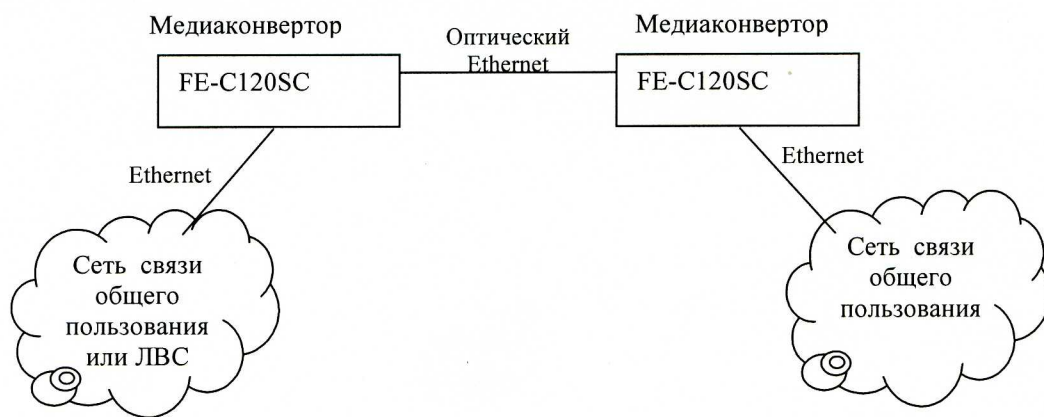 Медиаконвертор
FE-C120SC
Оптический
Ethernet
Медиаконвертор
FE-C120SC
Ethernet
Ethernet
Сеть связи
общего
пользования
или ЛВС
Сеть связи
общего
пользования